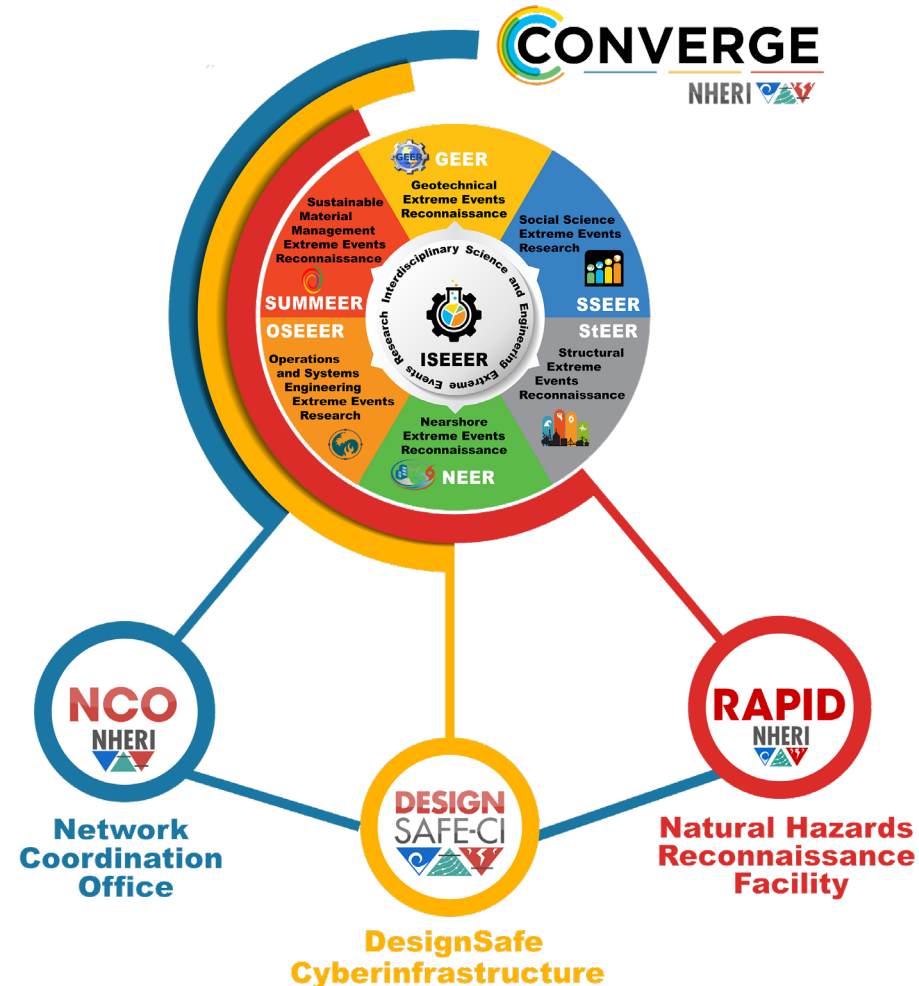 CONVERGE
NHERI
GEER
GEER
Geotechnical
Extreme Events
Reconnaissance
Sustainable
Material
Management
Extreme Events
Reconnaissance
SUMMEER
Social Science
Extreme Events
Research
SSEER
Interdisciplinary Science and Engineering Extreme Events Research
ISEEER
OSEEER
Operations
and Systems
Engineering
Extreme Events
Research
StEER
Structural
Extreme
Events
Reconnaissance
Nearshore
Extreme Events
Reconnaissance
NEER
NCO
NHERI
Network
Coordination
Office
DESIGN
SAFE-CI
DesignSafe
Cyberinfrastructure
RAPID
NHERI
Natural Hazards
Reconnaissance
Facility